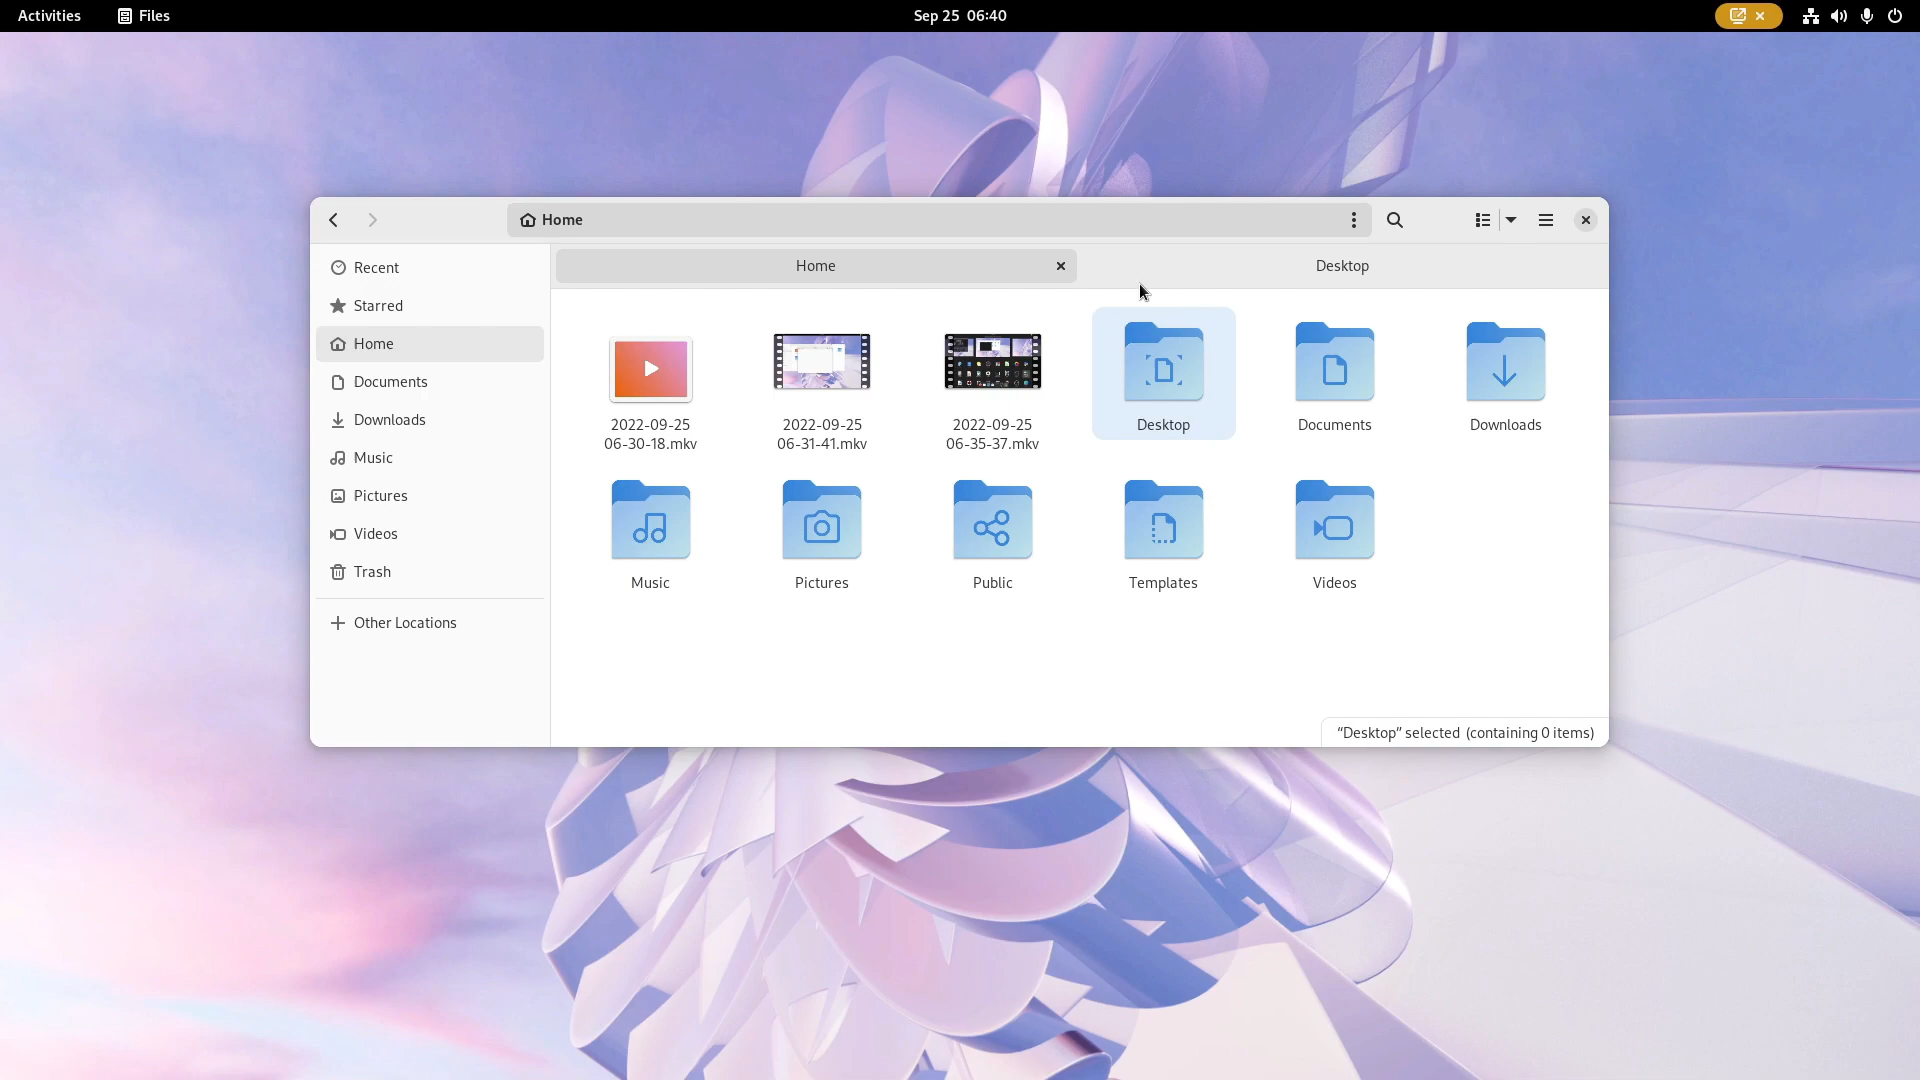 Activities
Files
Sep 25 06:40
Home
Home
Desktop
Recent
Starred
Home
Documents
Downloads
Music
Pictures
Videos
Trash
Other Locations
2022-09-25
06-30-18.mkv
2022-09-25
06-31-41.mkv
2022-09-25
06-35-37.mkv
Desktop
Documents
Downloads
Music
Pictures
Public
Templates
Videos
“Desktop” selected (containing 0 items)